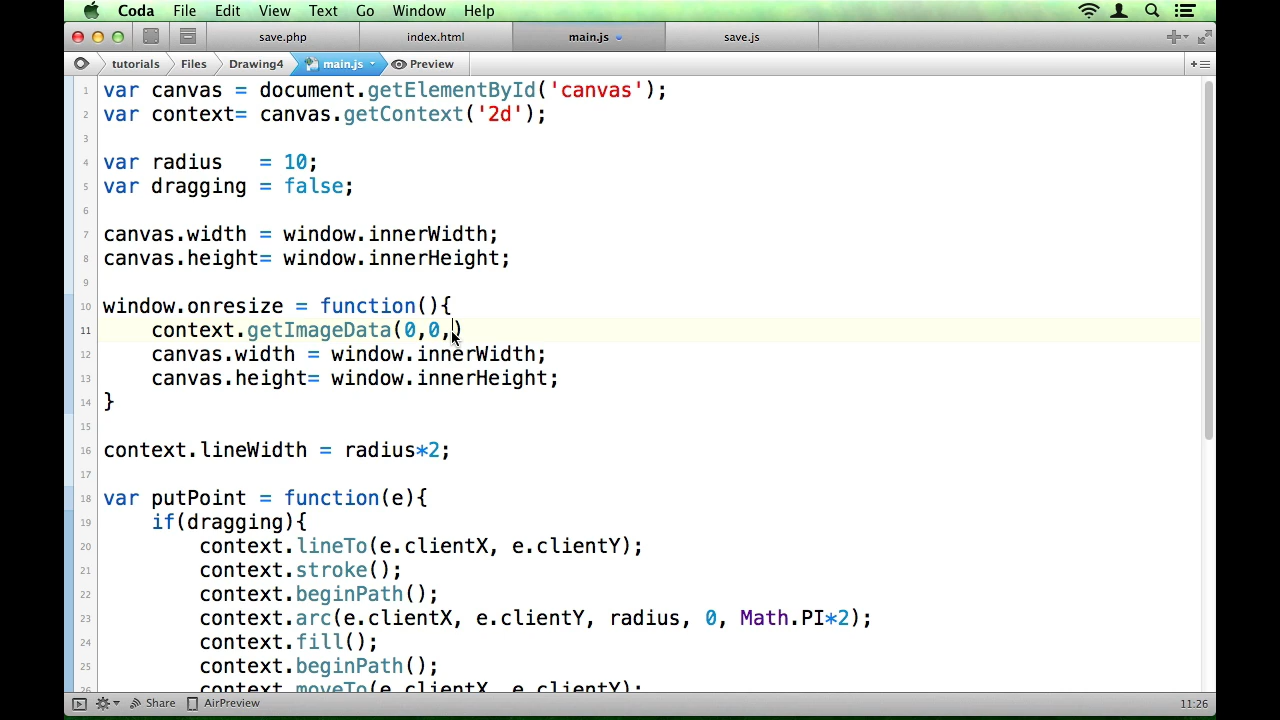 Coda File Edit View Text Go Window Help
save.php index.html main.js save.js
tutorials Files Drawing4 main.js Preview
1 var canvas = document.getElementById('canvas');
2 var context= canvas.getContext('2d');
3
4 var radius   = 10;
5 var dragging = false;
6
7 canvas.width = window.innerWidth;
8 canvas.height= window.innerHeight;
9
10 window.onresize = function(){
11     context.getImageData(0,0,)
12     canvas.width = window.innerWidth;
13     canvas.height= window.innerHeight;
14 }
15
16 context.lineWidth = radius*2;
17
18 var putPoint = function(e){
19     if(dragging){
20         context.lineTo(e.clientX, e.clientY);
21         context.stroke();
22         context.beginPath();
23         context.arc(e.clientX, e.clientY, radius, 0, Math.PI*2);
24         context.fill();
25         context.beginPath();
26         context.moveTo(e.clientX, e.clientY);
Share AirPreview 11:26